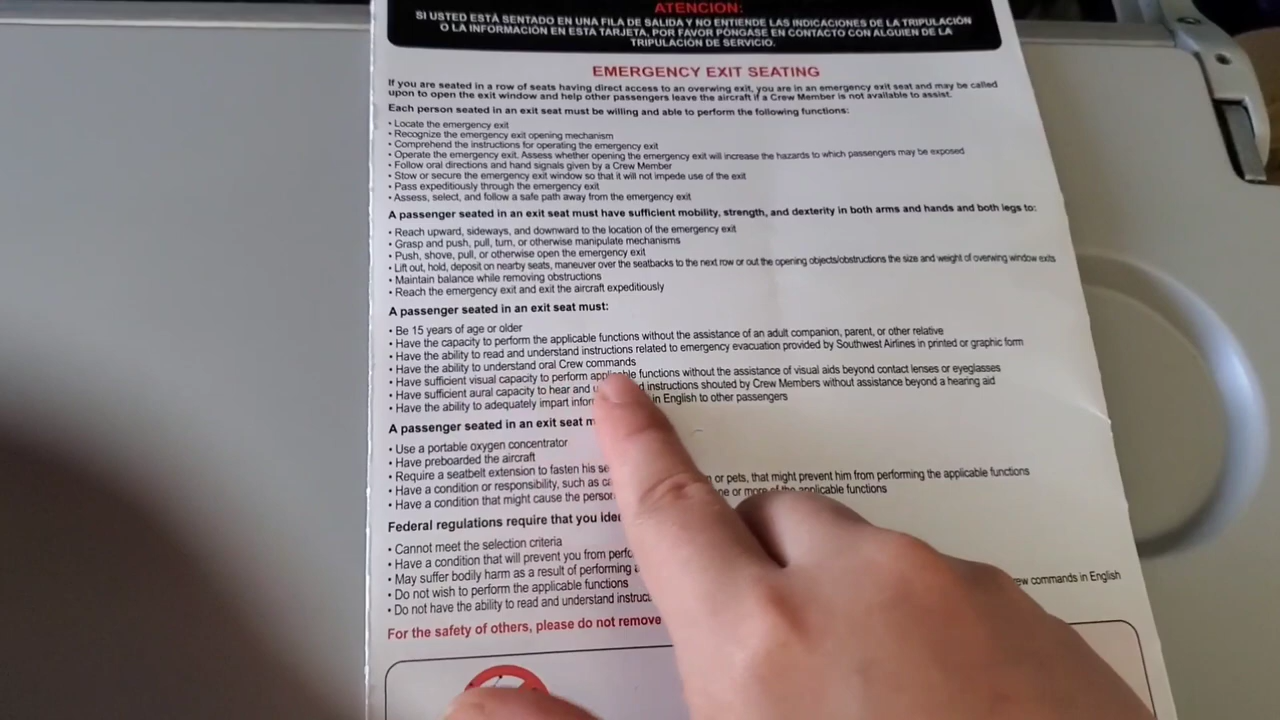 ATENCIÓN:
SI USTED ESTÁ SENTADO EN UNA FILA DE SALIDA Y NO ENTIENDE LAS INDICACIONES DE LA TRIPULACIÓN
O LA INFORMACIÓN EN ESTA TARJETA, POR FAVOR PÓNGASE EN CONTACTO CON ALGUIEN DE LA
TRIPULACIÓN DE SERVICIO.
EMERGENCY EXIT SEATING
If you are seated in a row of seats having direct access to an overwing exit, you are in an emergency exit seat and may be called
upon to open the exit window and help other passengers leave the aircraft if a Crew Member is not available to assist.
Each person seated in an exit seat must be willing and able to perform the following functions:
• Locate the emergency exit
• Recognize the emergency exit opening mechanism
• Comprehend the instructions for operating the emergency exit
• Operate the emergency exit. Assess whether opening the emergency exit will increase the hazards to which passengers may be exposed
• Follow oral directions and hand signals given by a Crew Member
• Stow or secure the emergency exit window so that it will not impede use of the exit
• Pass expeditiously through the emergency exit
• Assess, select, and follow a safe path away from the emergency exit
A passenger seated in an exit seat must have sufficient mobility, strength, and dexterity in both arms and hands and both legs to:
• Reach upward, sideways, and downward to the location of the emergency exit
• Grasp and push, pull, turn, or otherwise manipulate mechanisms
• Push, shove, pull, or otherwise open the emergency exit
• Lift out, hold, deposit on nearby seats, maneuver over the seatbacks to the next row or out the opening objects/obstructions the size and weight of overwing window exits
• Maintain balance while removing obstructions
• Reach the emergency exit and exit the aircraft expeditiously
A passenger seated in an exit seat must:
• Be 15 years of age or older
• Have the capacity to perform the applicable functions without the assistance of an adult companion, parent, or other relative
• Have the ability to read and understand instructions related to emergency evacuation provided by Southwest Airlines in printed or graphic form
• Have the ability to understand oral Crew commands
• Have sufficient visual capacity to perform applicable functions without the assistance of visual aids beyond contact lenses or eyeglasses
• Have sufficient aural capacity to hear and instructions shouted by Crew Members without assistance beyond a hearing aid
• Have the ability to adequately impart in English to other passengers
A passenger seated in an exit seat
• Use a portable oxygen concentrator
• Have preboarded the aircraft
• Require a seatbelt extension to fasten his
• Have a condition or responsibility, such as or pets, that might prevent him from performing the applicable functions
• Have a condition that might cause the or more of the applicable functions
Federal regulations require that you
• Cannot meet the selection criteria
• Have a condition that will prevent you from
• May suffer bodily harm as a result of performing
• Do not wish to perform the applicable functions
• Do not have the ability to read and understand commands in English
For the safety of others, please do not remove